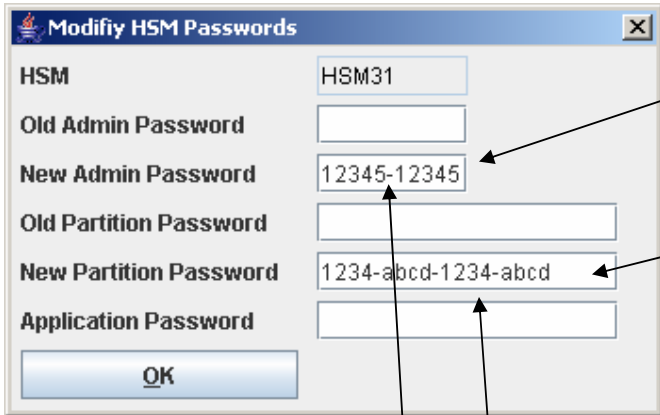 Modifiy HSM Passwords
HSM HSM31
Old Admin Password
New Admin Password 12345-12345
Old Partition Password
New Partition Password 1234-abcd-1234-abcd
Application Password
OK